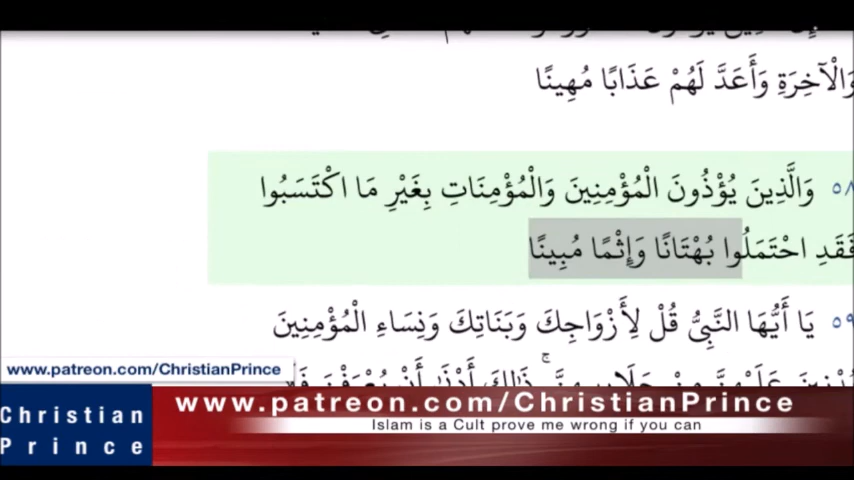 وَالْآخِرَةِ وَأَعَدَّ لَهُمْ عَذَابًا مُهِينًا
٥٨ وَالَّذِينَ يُؤْذُونَ الْمُؤْمِنِينَ وَالْمُؤْمِنَاتِ بِغَيْرِ مَا اكْتَسَبُوا
فَقَدِ احْتَمَلُوا بُهْتَانًا وَإِثْمًا مُبِينًا
٥٩ يَا أَيُّهَا النَّبِيُّ قُلْ لِأَزْوَاجِكَ وَبَنَاتِكَ وَنِسَاءِ الْمُؤْمِنِينَ
www.patreon.com/ChristianPrince
Christian
Prince
www.patreon.com/ChristianPrince
Islam is a Cult prove me wrong if you can